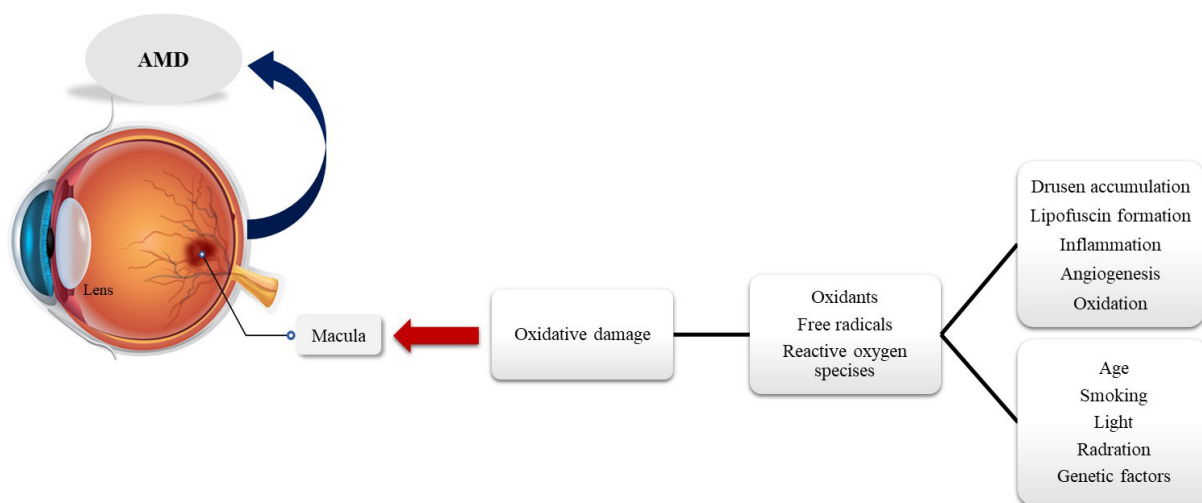 AMD
Lens
Macula
Oxidative damage
Oxidants
Free radicals
Reactive oxygen
specises
Drusen accumulation
Lipofuscin formation
Inflammation
Angiogenesis
Oxidation
Age
Smoking
Light
Radration
Genetic factors